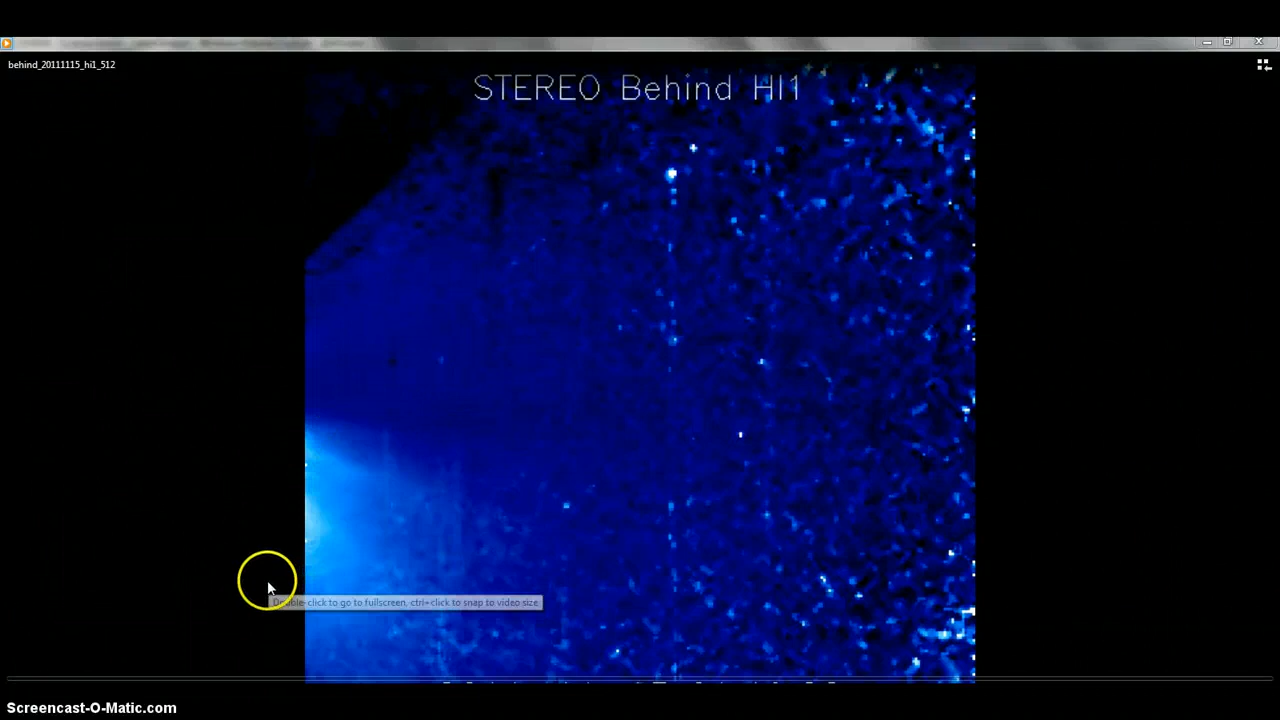 behind_20111115_hi1_512
STEREO Behind HI1
Double-click to go to fullscreen, ctrl+click to snap to video size
Screencast-O-Matic.com